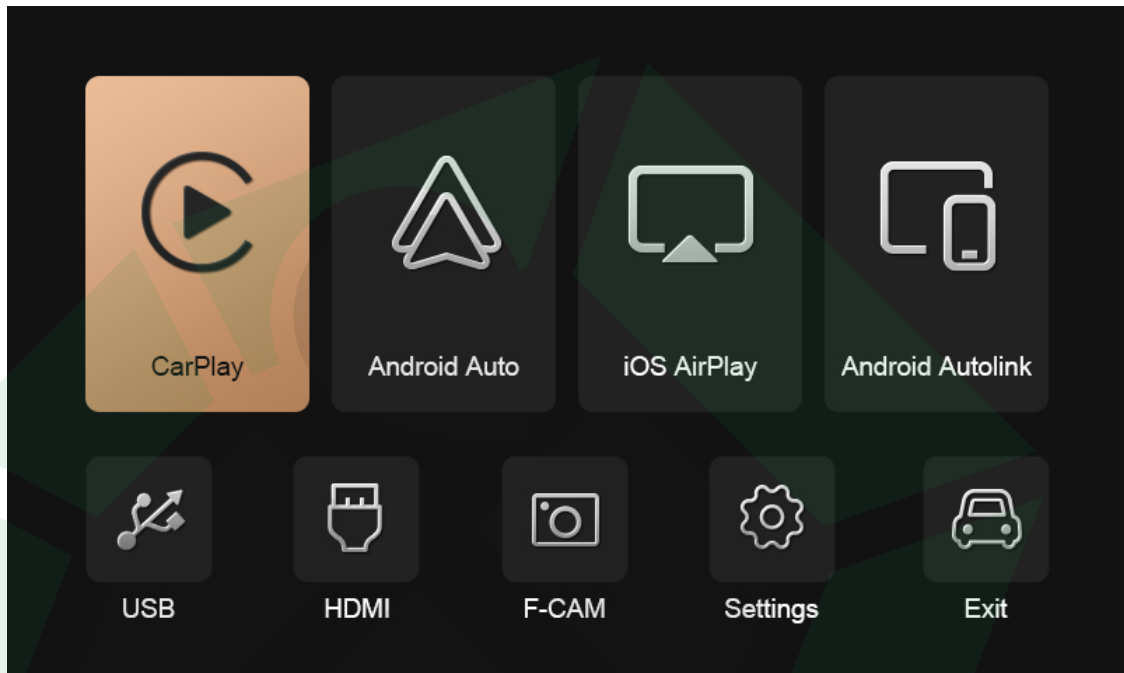 CarPlay
Android Auto
iOS AirPlay
Android Autolink
USB
HDMI
F-CAM
Settings
Exit